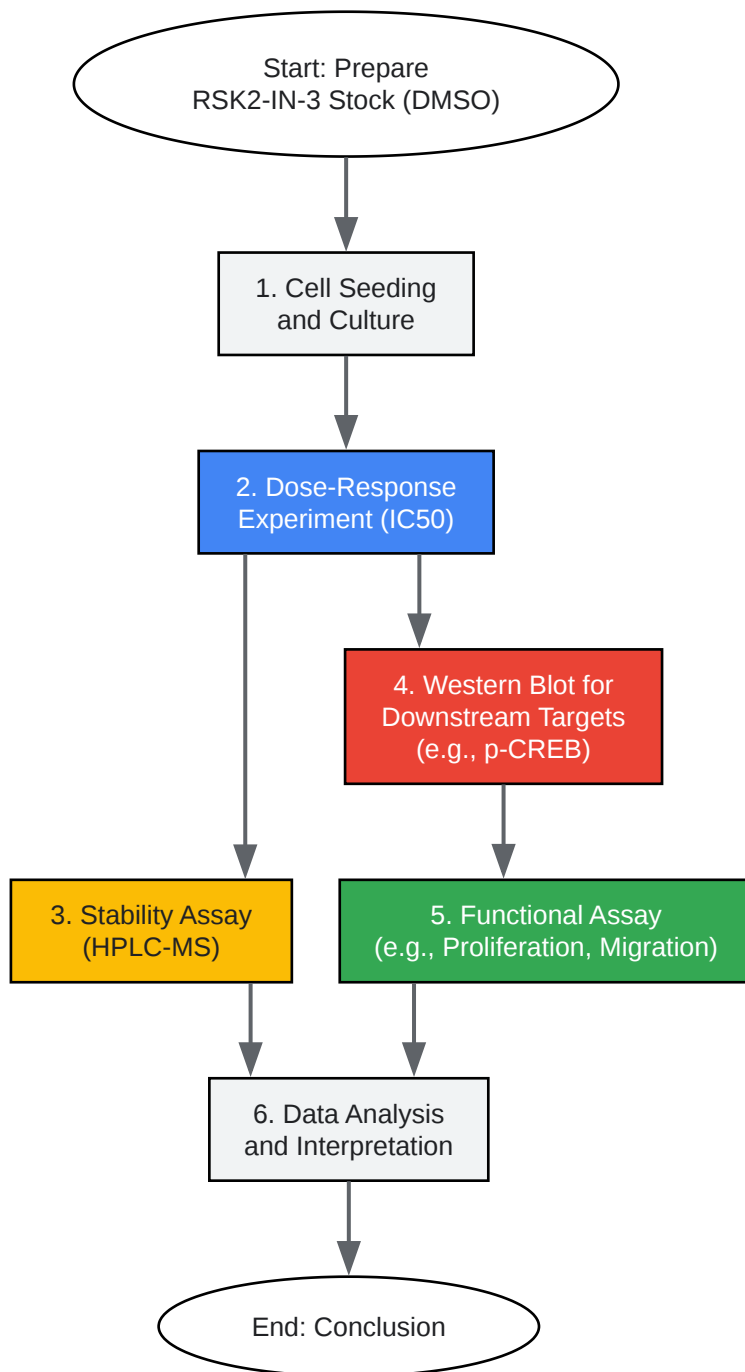 Start: Prepare
RSK2-IN-3 Stock (DMSO)
1. Cell Seeding
and Culture
2. Dose-Response
Experiment (IC50)
4. Western Blot for
Downstream Targets
(e.g., p-CREB)
3. Stability Assay
(HPLC-MS)
5. Functional Assay
(e.g., Proliferation, Migration)
6. Data Analysis
and Interpretation
End: Conclusion